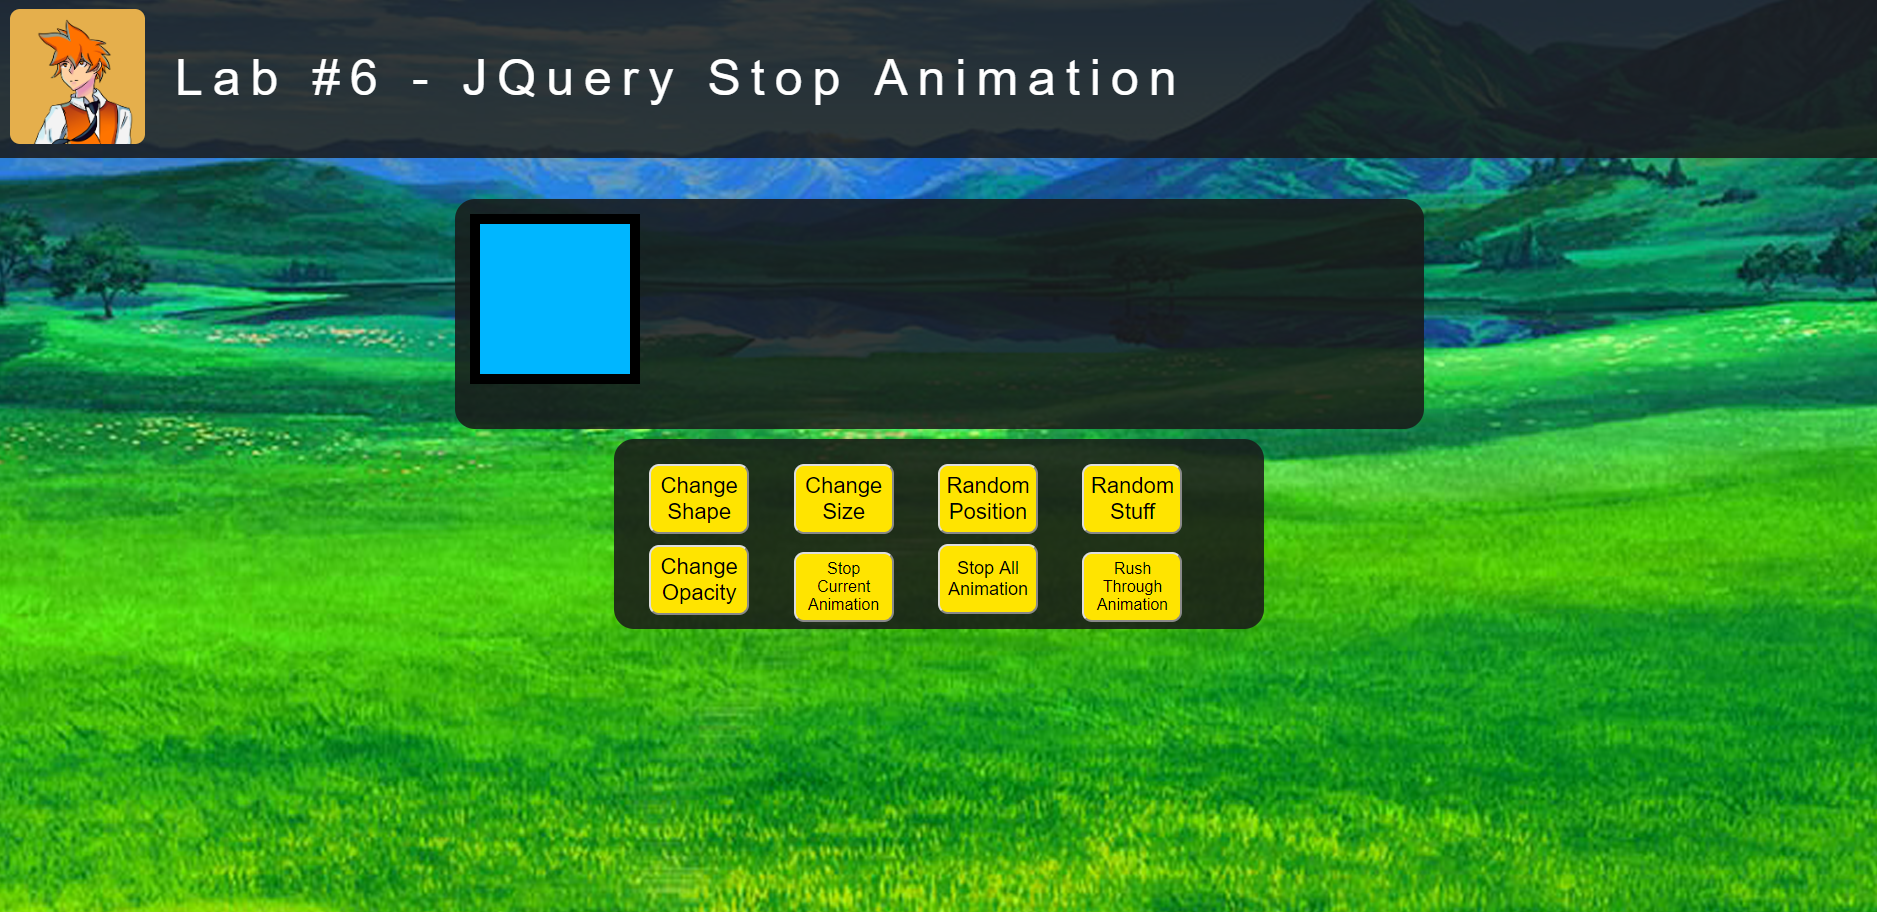 Lab #6 - JQuery Stop Animation
Change
Shape
Change
Size
Random
Position
Random
Stuff
Change
Opacity
Stop
Current
Animation
Stop All
Animation
Rush
Through
Animation